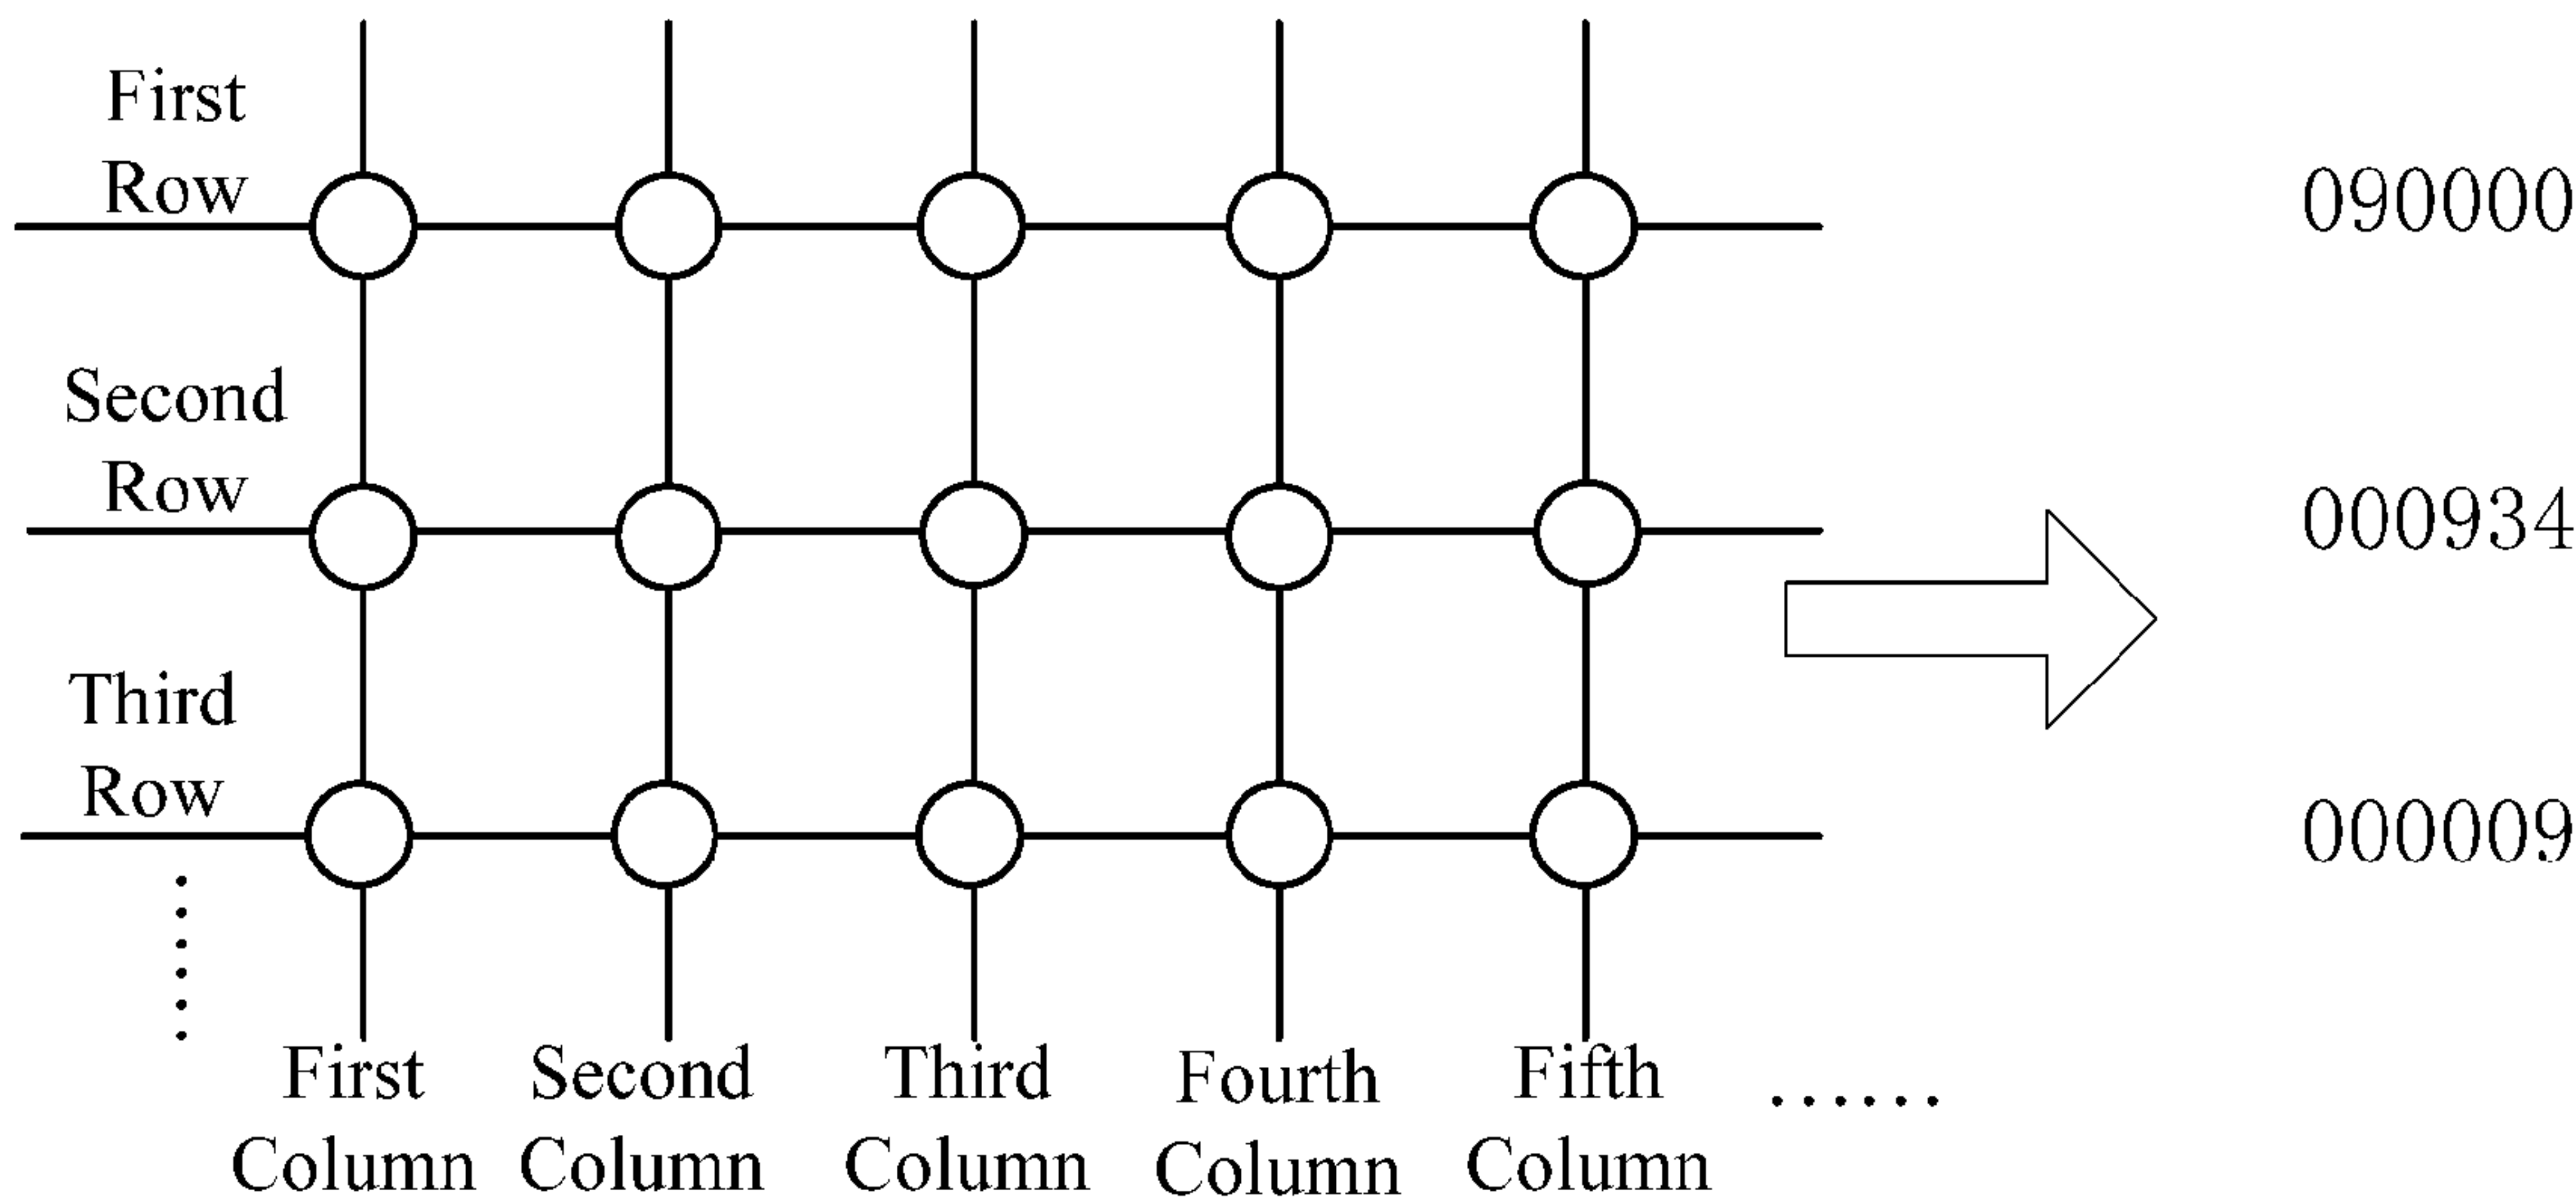 First
Row
090000
Second
Row
000934
Third
Row
000009
First Column
Second Column
Third Column
Fourth Column
Fifth Column
......